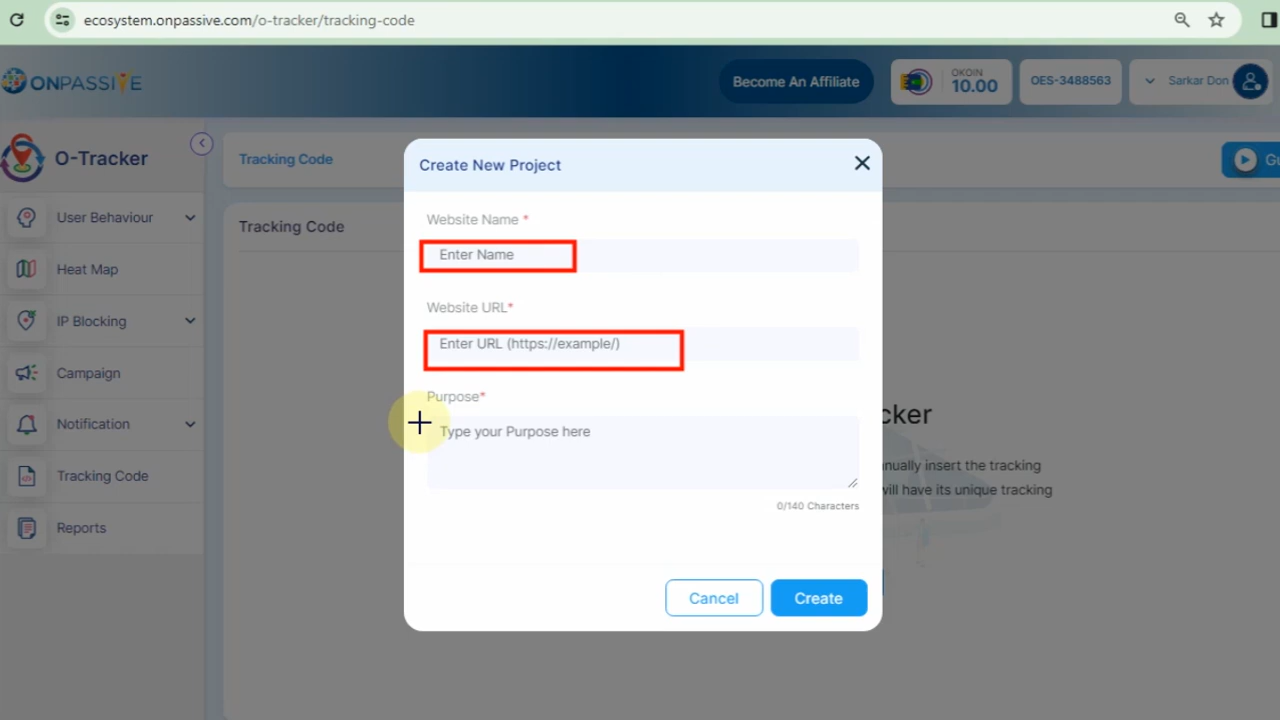 ecosystem.onpassive.com/o-tracker/tracking-code
ONPASSIVE
Become An Affiliate
OKOIN
10.00
OES-3488563
Sarkar Don
O-Tracker
Tracking Code
Gu
User Behaviour
Heat Map
IP Blocking
Campaign
Notification
Tracking Code
Reports
Tracking Code
Create New Project
Website Name *
Enter Name
Website URL*
Enter URL (https://example/)
Purpose*
Type your Purpose here
0/140 Characters
Cancel
Create
cker
anually insert the tracking
will have its unique tracking